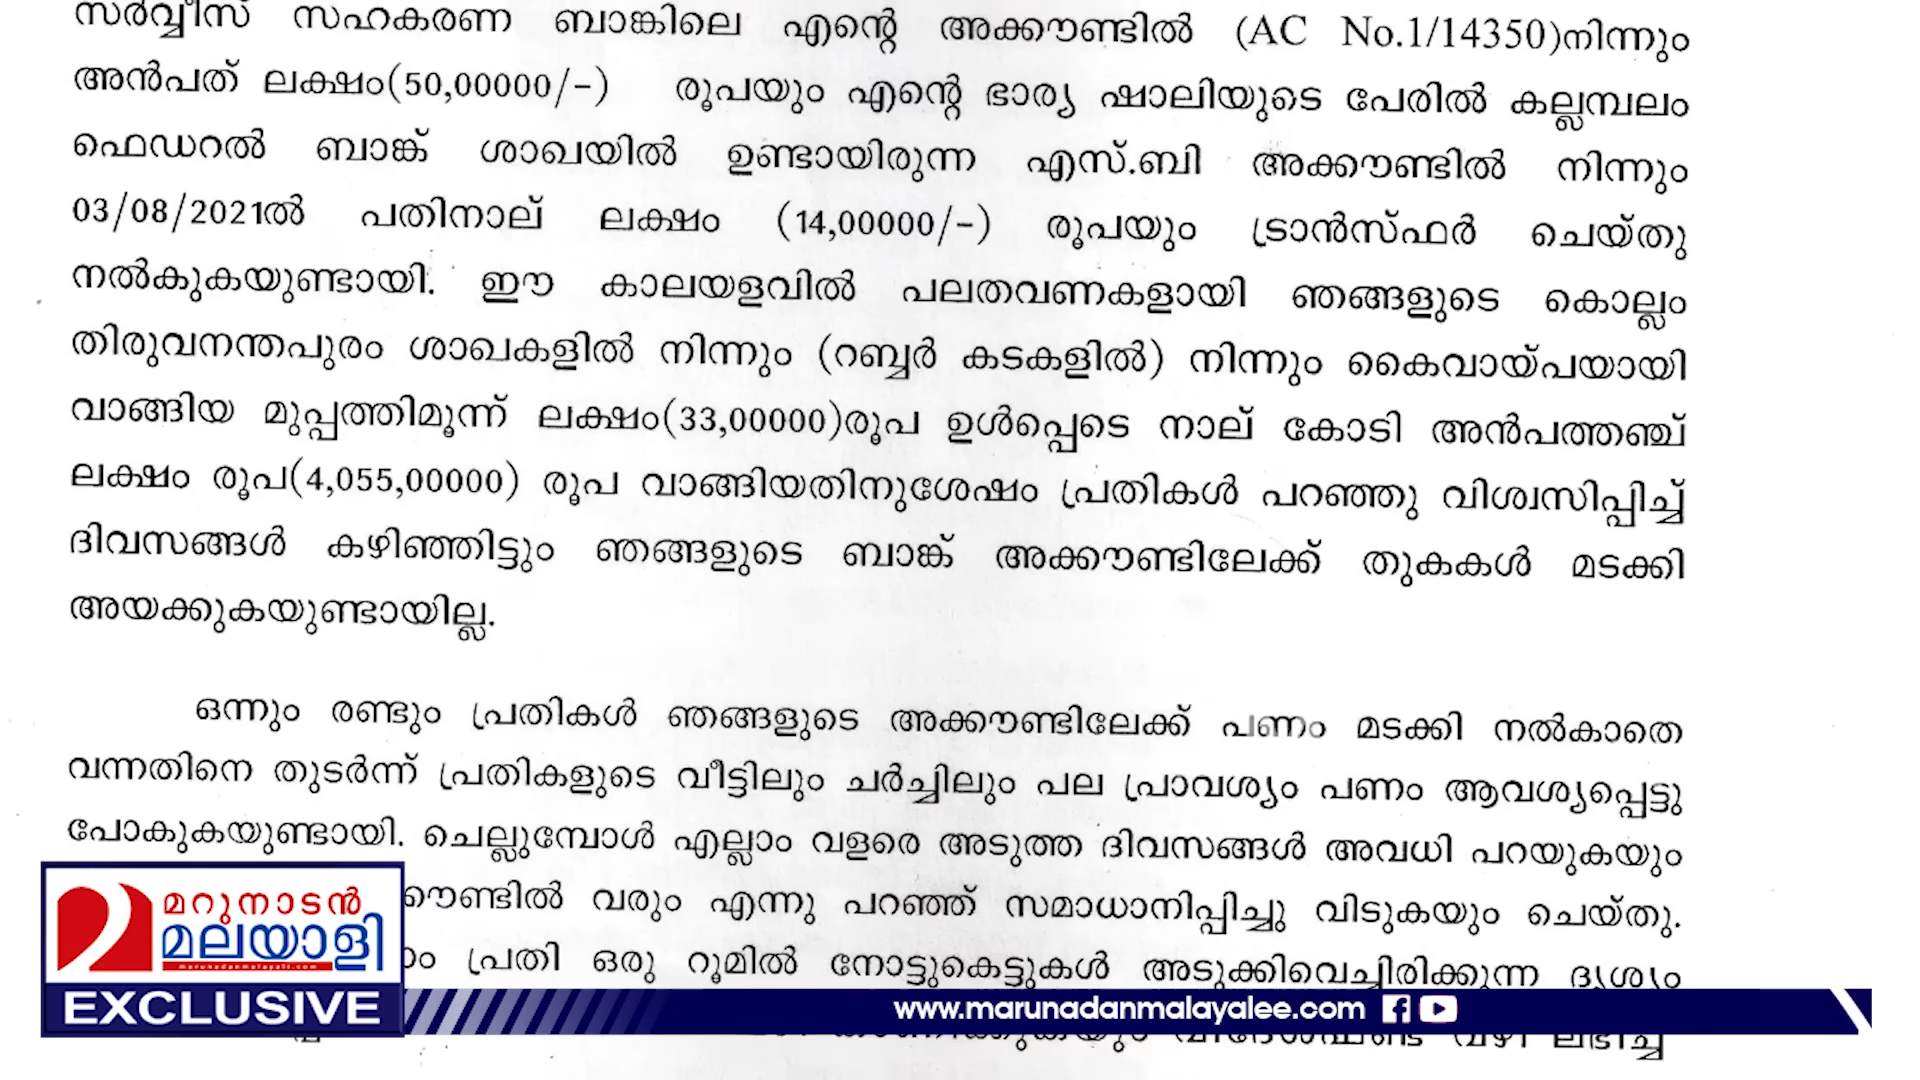 സർവ്വീസ് സഹകരണ ബാങ്കിലെ എന്റെ അക്കൗണ്ടിൽ (AC No.1/14350)നിന്നും
അൻപത് ലക്ഷം(50,00000/-) രൂപയും എന്റെ ഭാര്യ ഷാലിയുടെ പേരിൽ കല്ലമ്പലം
ഫെഡറൽ ബാങ്ക് ശാഖയിൽ ഉണ്ടായിരുന്ന എസ്.ബി അക്കൗണ്ടിൽ നിന്നും
03/08/2021ൽ പതിനാല് ലക്ഷം (14,00000/-) രൂപയും ട്രാൻസ്ഫർ ചെയ്തു
നൽകുകയുണ്ടായി. ഈ കാലയളവിൽ പലതവണകളായി ഞങ്ങളുടെ കൊല്ലം
തിരുവനന്തപുരം ശാഖകളിൽ നിന്നും (റബ്ബർ കടകളിൽ) നിന്നും കൈവായ്പയായി
വാങ്ങിയ മുപ്പത്തിമൂന്ന് ലക്ഷം(33,00000)രൂപ ഉൾപ്പെടെ നാല് കോടി അൻപത്തഞ്ച്
ലക്ഷം രൂപ(4,055,00000) രൂപ വാങ്ങിയതിനുശേഷം പ്രതികൾ പറഞ്ഞു വിശ്വസിപ്പിച്ച്
ദിവസങ്ങൾ കഴിഞ്ഞിട്ടും ഞങ്ങളുടെ ബാങ്ക് അക്കൗണ്ടിലേക്ക് തുകകൾ മടക്കി
അയക്കുകയുണ്ടായില്ല.
ഒന്നും രണ്ടും പ്രതികൾ ഞങ്ങളുടെ അക്കൗണ്ടിലേക്ക് പണം മടക്കി നൽകാതെ
വന്നതിനെ തുടർന്ന് പ്രതികളുടെ വീട്ടിലും ചർച്ചിലും പല പ്രാവശ്യം പണം ആവശ്യപ്പെട്ടു
പോകുകയുണ്ടായി. ചെല്ലുമ്പോൾ എല്ലാം വളരെ അടുത്ത ദിവസങ്ങൾ അവധി പറയുകയും
വരും എന്നു പറഞ്ഞ് സമാധാനിപ്പിച്ചു വിടുകയും ചെയ്തു.
പ്രതി ഒരു റൂമിൽ നോട്ടുകെട്ടുകൾ അടുക്കിവെച്ചിരിക്കുന്ന ദൃശ്യം
മറുനാടൻ
മലയാളി
marunadanmalayali.com
EXCLUSIVE
www.marunadanmalayalee.com